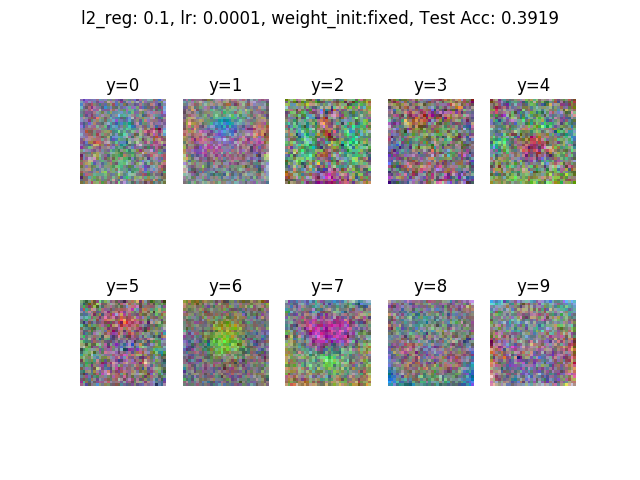 l2_reg: 0.1, lr: 0.0001, weight_init:fixed, Test Acc: 0.3919
y=0 y=1 y=2 y=3 y=4
y=5 y=6 y=7 y=8 y=9